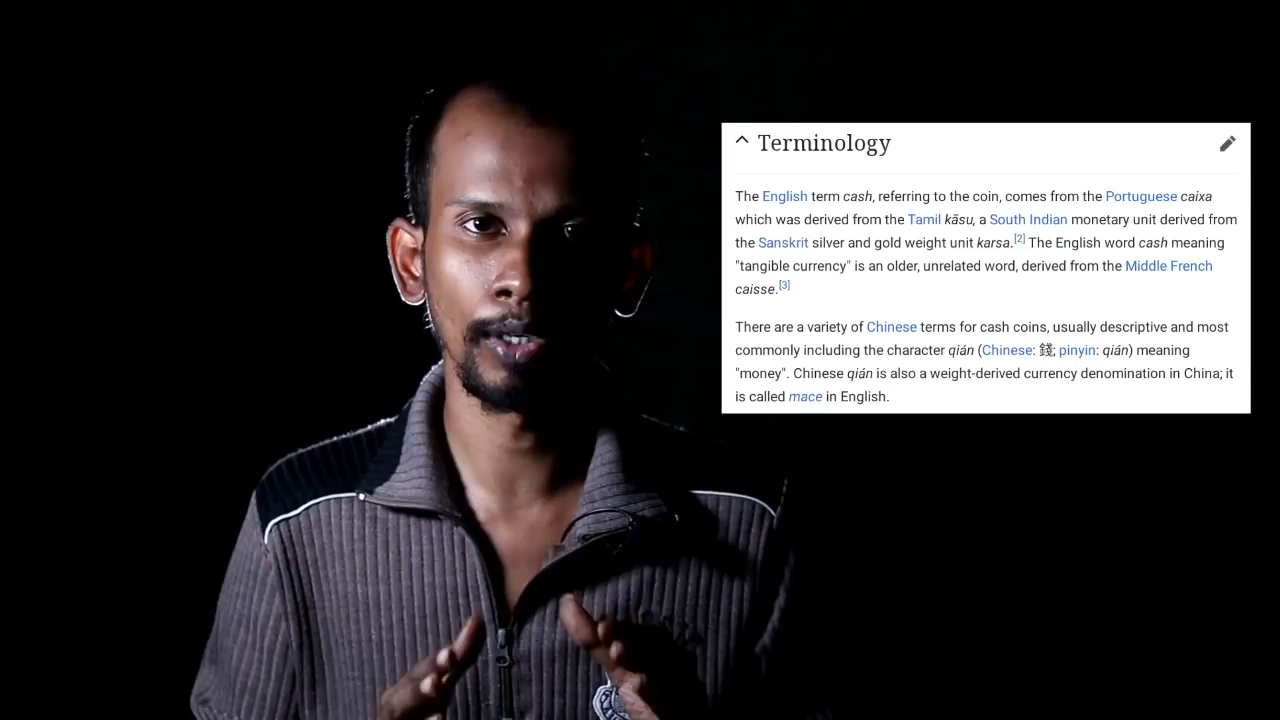 Terminology
The English term cash, referring to the coin, comes from the Portuguese caixa
which was derived from the Tamil kāsu, a South Indian monetary unit derived from
the Sanskrit silver and gold weight unit karsa.[2] The English word cash meaning
"tangible currency" is an older, unrelated word, derived from the Middle French
caisse.[3]
There are a variety of Chinese terms for cash coins, usually descriptive and most
commonly including the character qián (Chinese: 錢; pinyin: qián) meaning
"money". Chinese qián is also a weight-derived currency denomination in China; it
is called mace in English.